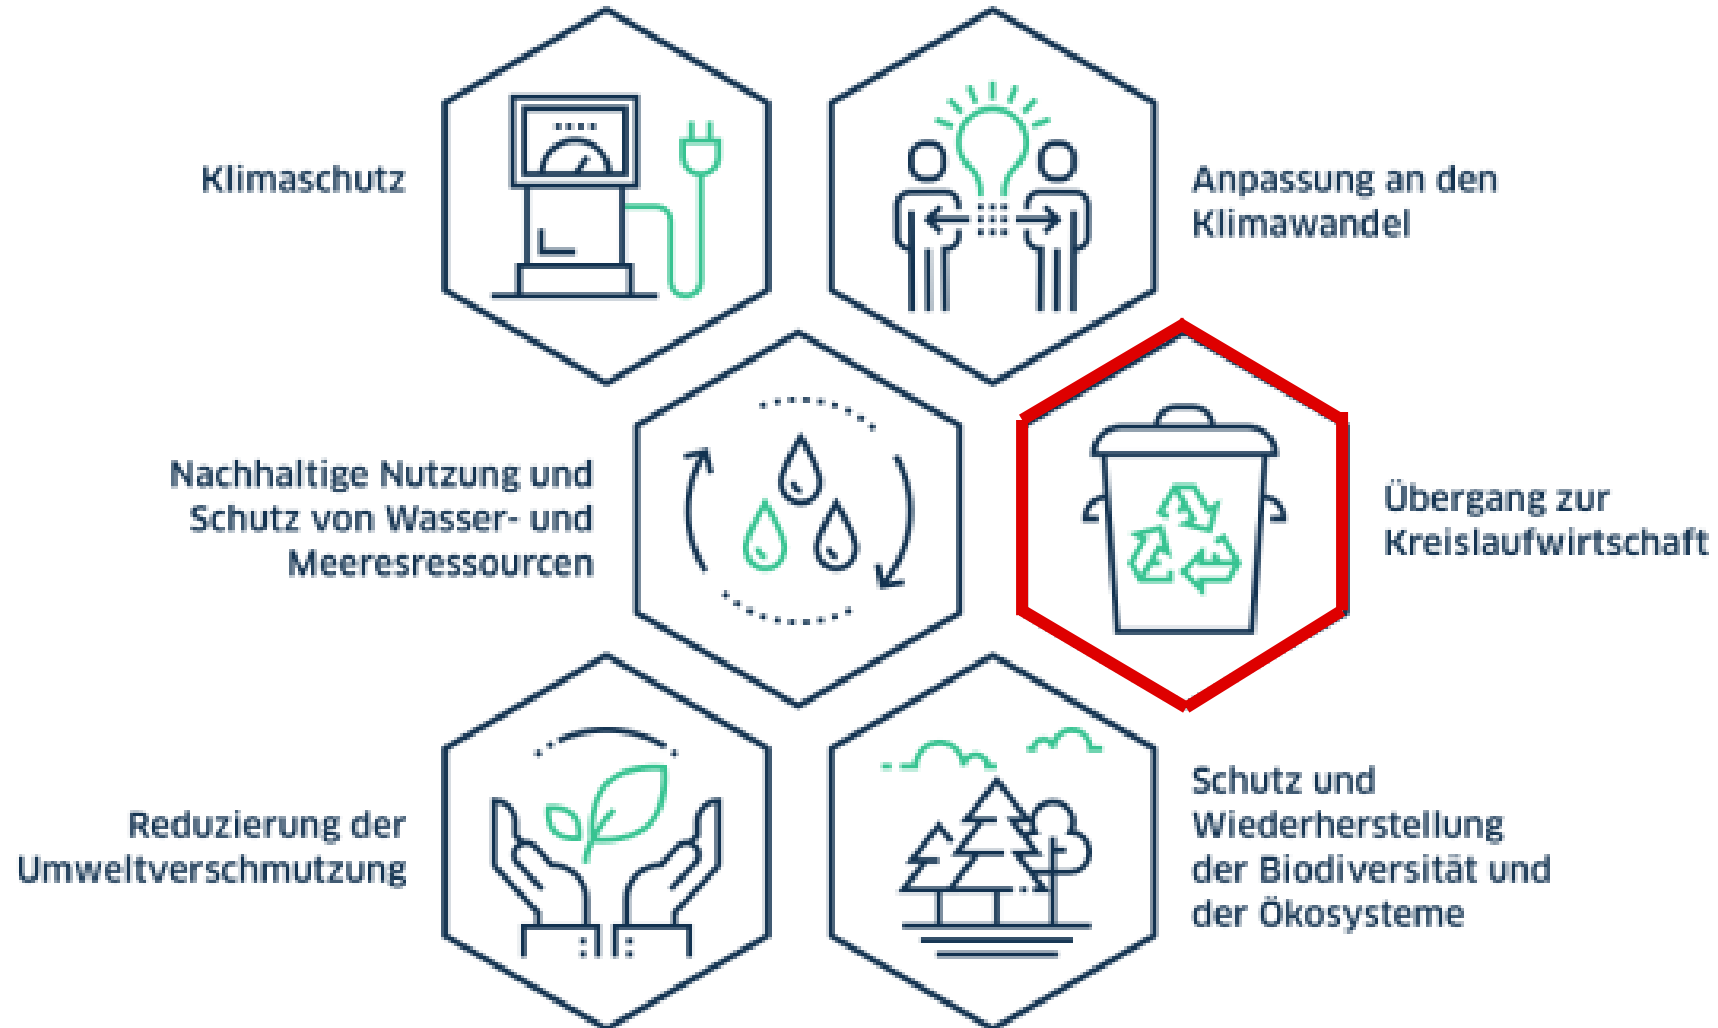 Klimaschutz
Anpassung an den
Klimawandel
Nachhaltige Nutzung und
Schutz von Wasser- und
Meeresressourcen
Übergang zur
Kreislaufwirtschaft
Reduzierung der
Umweltverschmutzung
Schutz und
Wiederherstellung
der Biodiversität und
der Ökosysteme